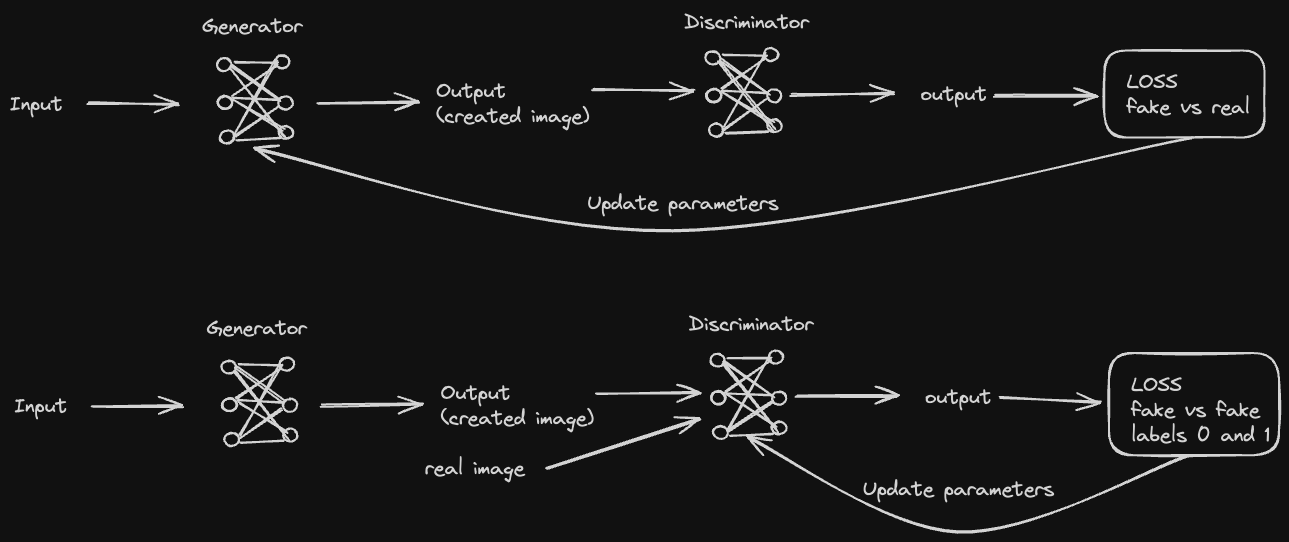 Generator
Discriminator
Input
Output
(created image)
output
LOSS
fake vs real
Update parameters
Generator
Discriminator
Input
Output
(created image)
real image
output
LOSS
fake vs fake
labels 0 and 1
Update parameters